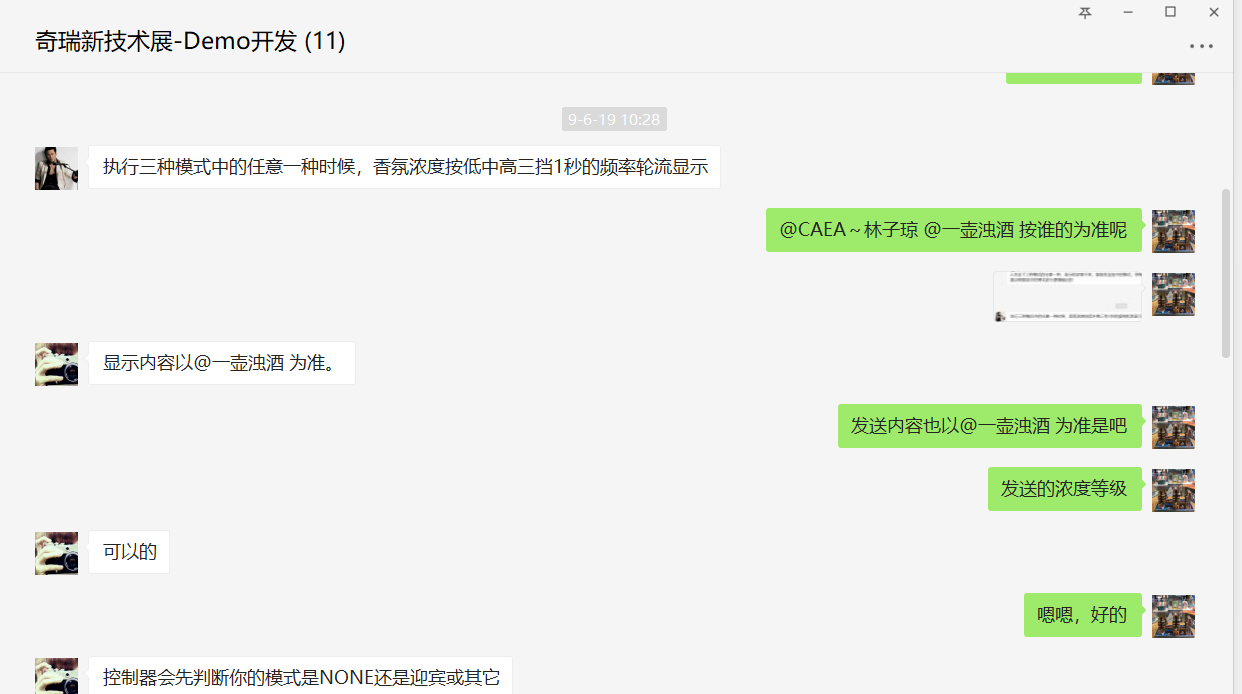 奇瑞新技术展-Demo开发 (11)
9-6-19 10:28
执行三种模式中的任意一种时候，香氛浓度按低中高三挡1秒的频率轮流显示
@CAEA～林子琼 @一壶浊酒 按谁的为准呢
显示内容以@一壶浊酒 为准。
发送内容也以@一壶浊酒 为准是吧
发送的浓度等级
可以的
嗯嗯，好的
控制器会先判断你的模式是NONE还是迎宾或其它